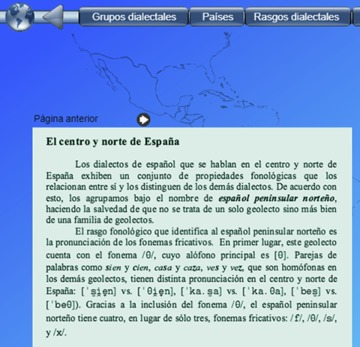 Grupos dialectales Países Rasgos dialectales
Página anterior
El centro y norte de España
Los dialectos de español que se hablan en el centro y norte de
España exhiben un conjunto de propiedades fonológicas que los
relacionan entre sí y los distinguen de los demás dialectos. De acuerdo con
esto, los agrupamos bajo el nombre de español peninsular norteño,
haciendo la salvedad de que no se trata de un solo geolecto sino más bien
de una familia de geolectos.
El rasgo fonológico que identifica al español peninsular norteño es
la pronunciación de los fonemas fricativos. En primer lugar, este geolecto
cuenta con el fonema /θ/, cuyo alófono principal es [θ]. Parejas de
palabras como sien y cien, casa y caza, ves y vez, que son homófonas en
los demás geolectos, tienen distinta pronunciación en el centro y norte de
España: [ˈs̺i̯en] vs. [ˈθi̯en], [ˈka.s̺a] vs. [ˈka.θa], [ˈbes̺] vs.
[ˈbeθ]). Gracias a la inclusión del fonema /θ/, el español peninsular
norteño tiene cuatro, en lugar de sólo tres, fonemas fricativos: /f/, /θ/, /s/,
y /x/.